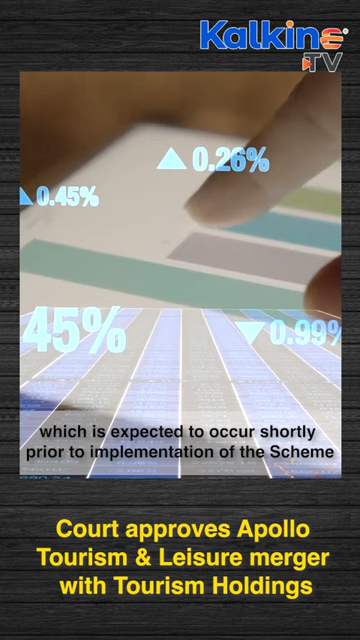 Kalkine
TV
▲ 0.26%
0.45%
45%
▼ 0.99%
which is expected to occur shortly
prior to implementation of the Scheme
Court approves Apollo
Tourism & Leisure merger
with Tourism Holdings